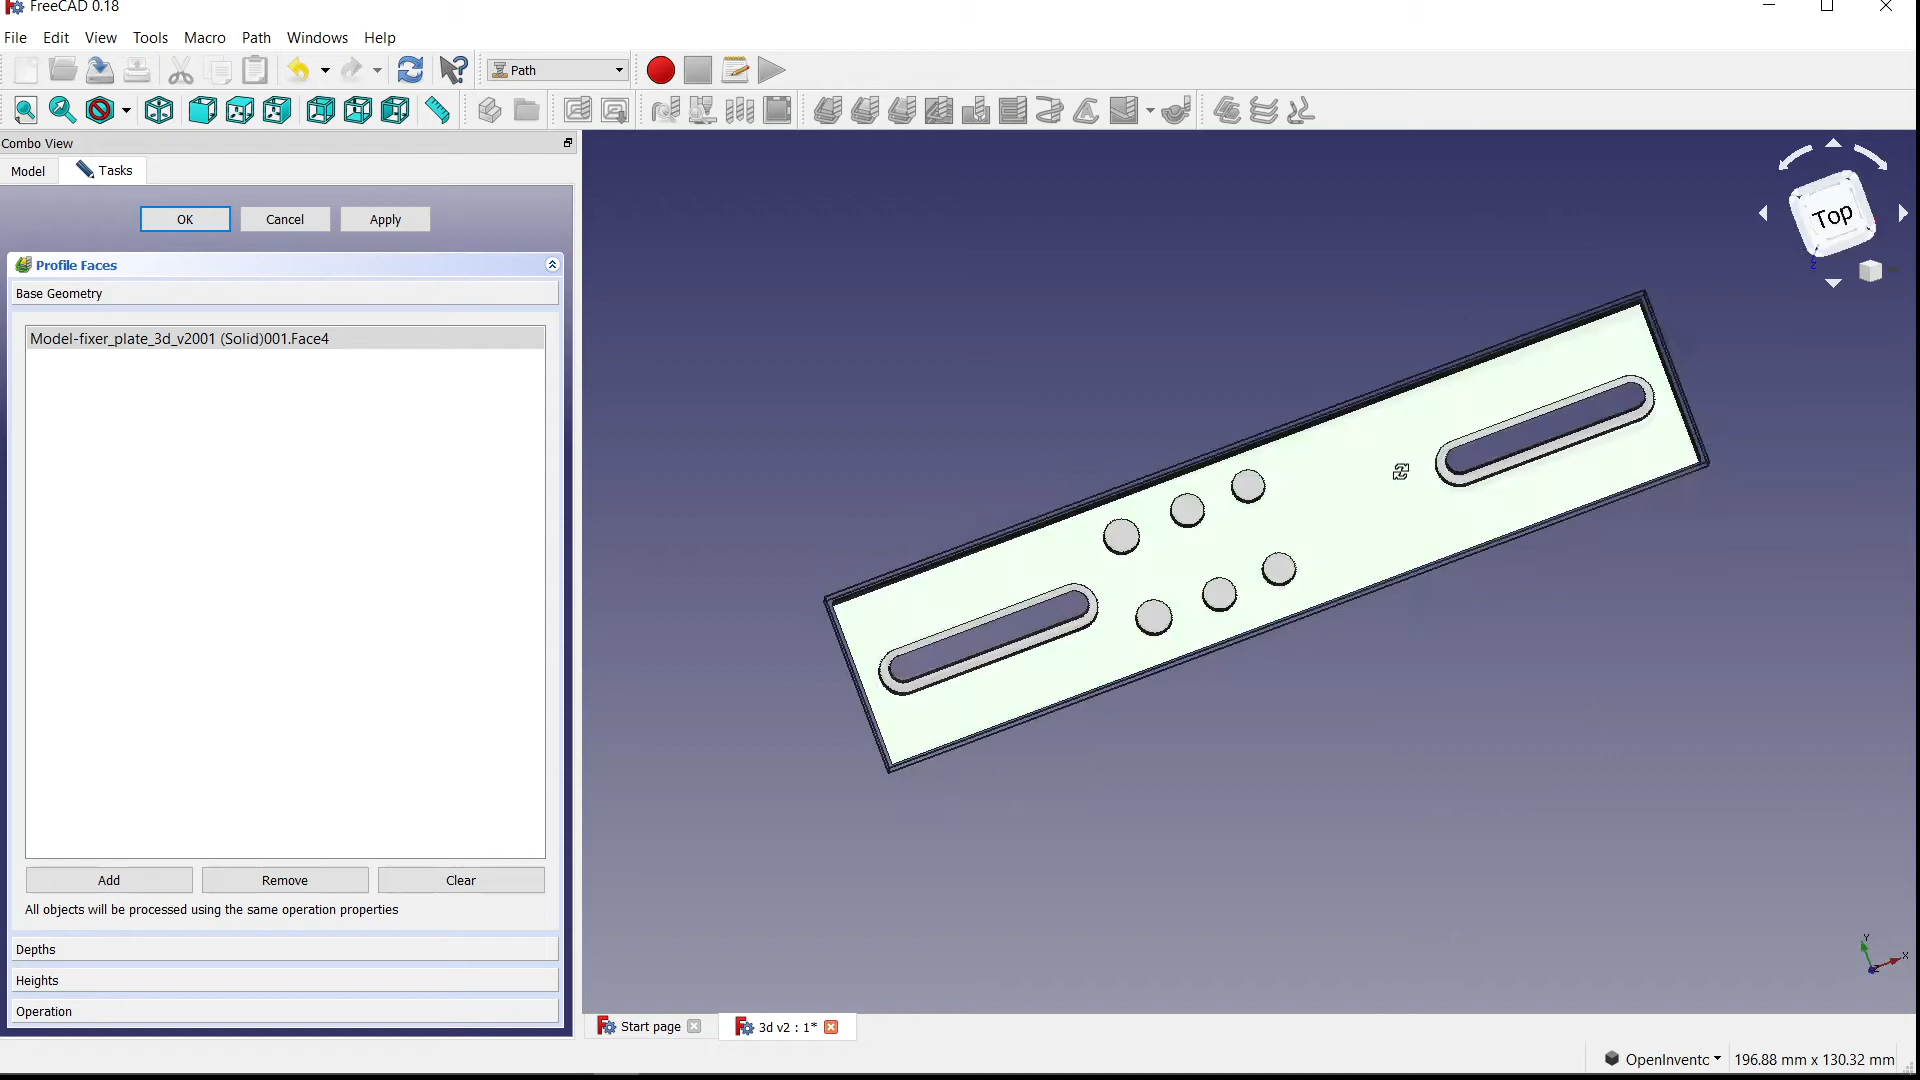 FreeCAD 0.18
File Edit View Tools Macro Path Windows Help
Path
Combo View
Model Tasks
OK Cancel Apply
Profile Faces
Base Geometry
Model-fixer_plate_3d_v2001 (Solid)001.Face4
Add Remove Clear
All objects will be processed using the same operation properties
Depths
Heights
Operation
Top
Z
Y
X
Z
Start page 3d v2 : 1*
OpenInventc 196.88 mm x 130.32 mm